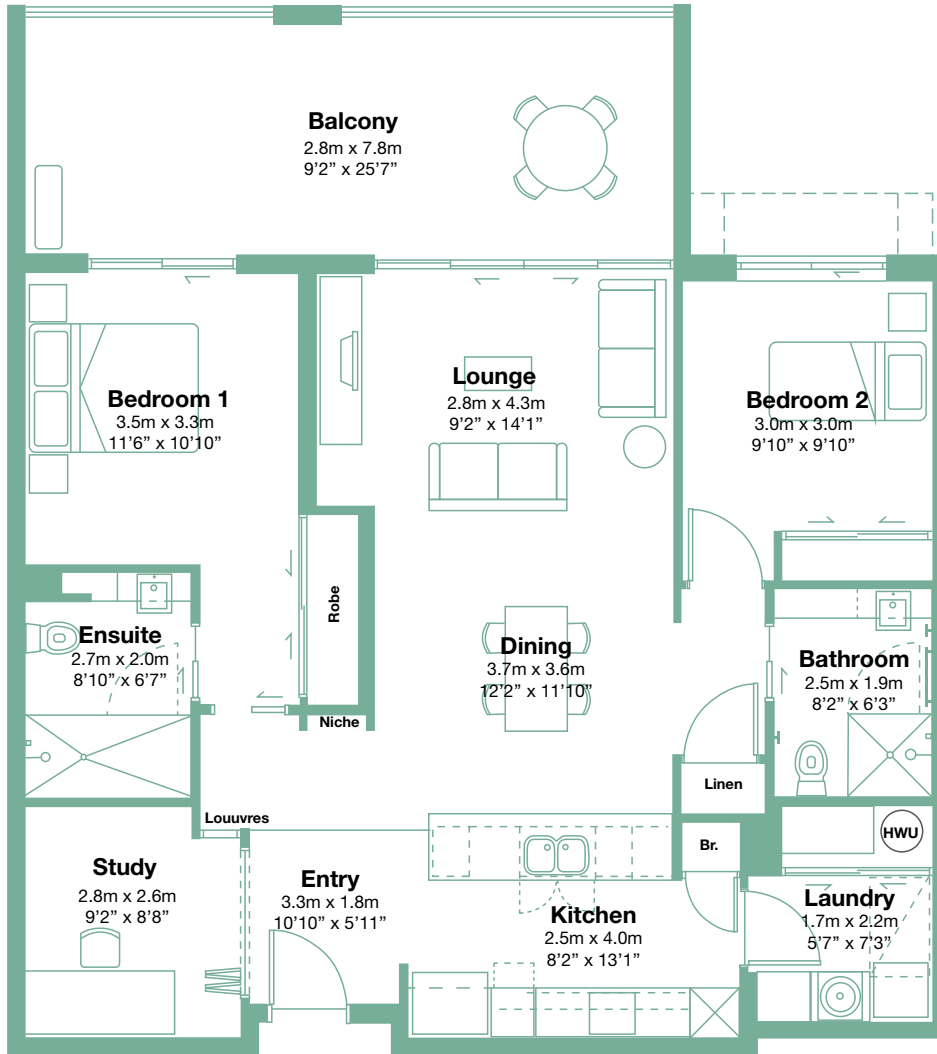 Balcony
2.8m x 7.8m
9’2” x 25’7”
Bedroom 1
3.5m x 3.3m
11’6” x 10’10”
Lounge
2.8m x 4.3m
9’2” x 14’1”
Bedroom 2
3.0m x 3.0m
9’10” x 9’10”
Robe
Ensuite
2.7m x 2.0m
8’10” x 6’7”
Dining
3.7m x 3.6m
12’2” x 11’10”
Bathroom
2.5m x 1.9m
8’2” x 6’3”
Niche
Linen
Louuvres
Br.
HWU
Study
2.8m x 2.6m
9’2” x 8’8”
Entry
3.3m x 1.8m
10’10” x 5’11”
Kitchen
2.5m x 4.0m
8’2” x 13’1”
Laundry
1.7m x 2.2m
5’7” x 7’3”